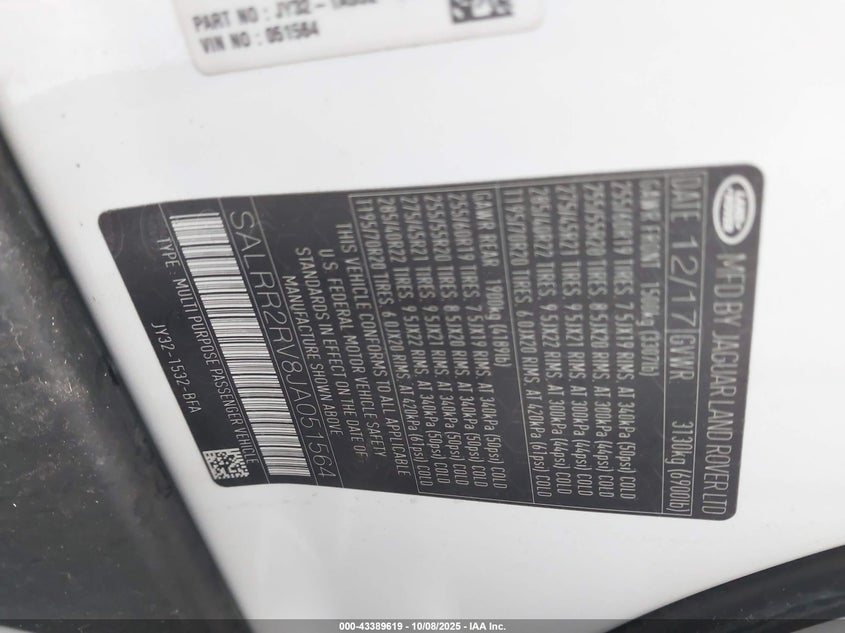 PART NO : JY32 -
VIN NO : 051564
LAND ROVER
MFD BY JAGUAR LAND ROVER LTD
DATE 12/17 GWR 3130kg (6900lb)
GAWR FRONT 1500kg (3307lb)
255/60R19 TIRES 7.5JX19 RIMS AT 340kPa (50psi) COLD
255/55R20 TIRES 8.5JX20 RIMS AT 300kPa (44psi) COLD
275/45R21 TIRES 9.5JX21 RIMS AT 300kPa (44psi) COLD
285/40R22 TIRES 9.5JX22 RIMS AT 300kPa (44psi) COLD
T195/70R20 TIRES 6.0JX20 RIMS AT 420kPa (61psi) COLD
GAWR REAR 1900kg (4189lb)
255/60R19 TIRES 7.5JX19 RIMS AT 340kPa (50psi) COLD
255/55R20 TIRES 8.5JX20 RIMS AT 340kPa (50psi) COLD
275/45R21 TIRES 9.5JX21 RIMS AT 340kPa (50psi) COLD
285/40R22 TIRES 9.5JX22 RIMS AT 340kPa (50psi) COLD
T195/70R20 TIRES 6.0JX20 RIMS AT 420kPa (61psi) COLD
THIS VEHICLE CONFORMS TO ALL APPLICABLE
U.S. FEDERAL MOTOR VEHICLE SAFETY
STANDARDS IN EFFECT ON THE DATE OF
MANUFACTURE SHOWN ABOVE
SALRR2RV8JA051564
TYPE : MULTI PURPOSE PASSENGER VEHICLE
JY32-1532-BFA
000-43389619 - 10/08/2025 - IAA Inc.